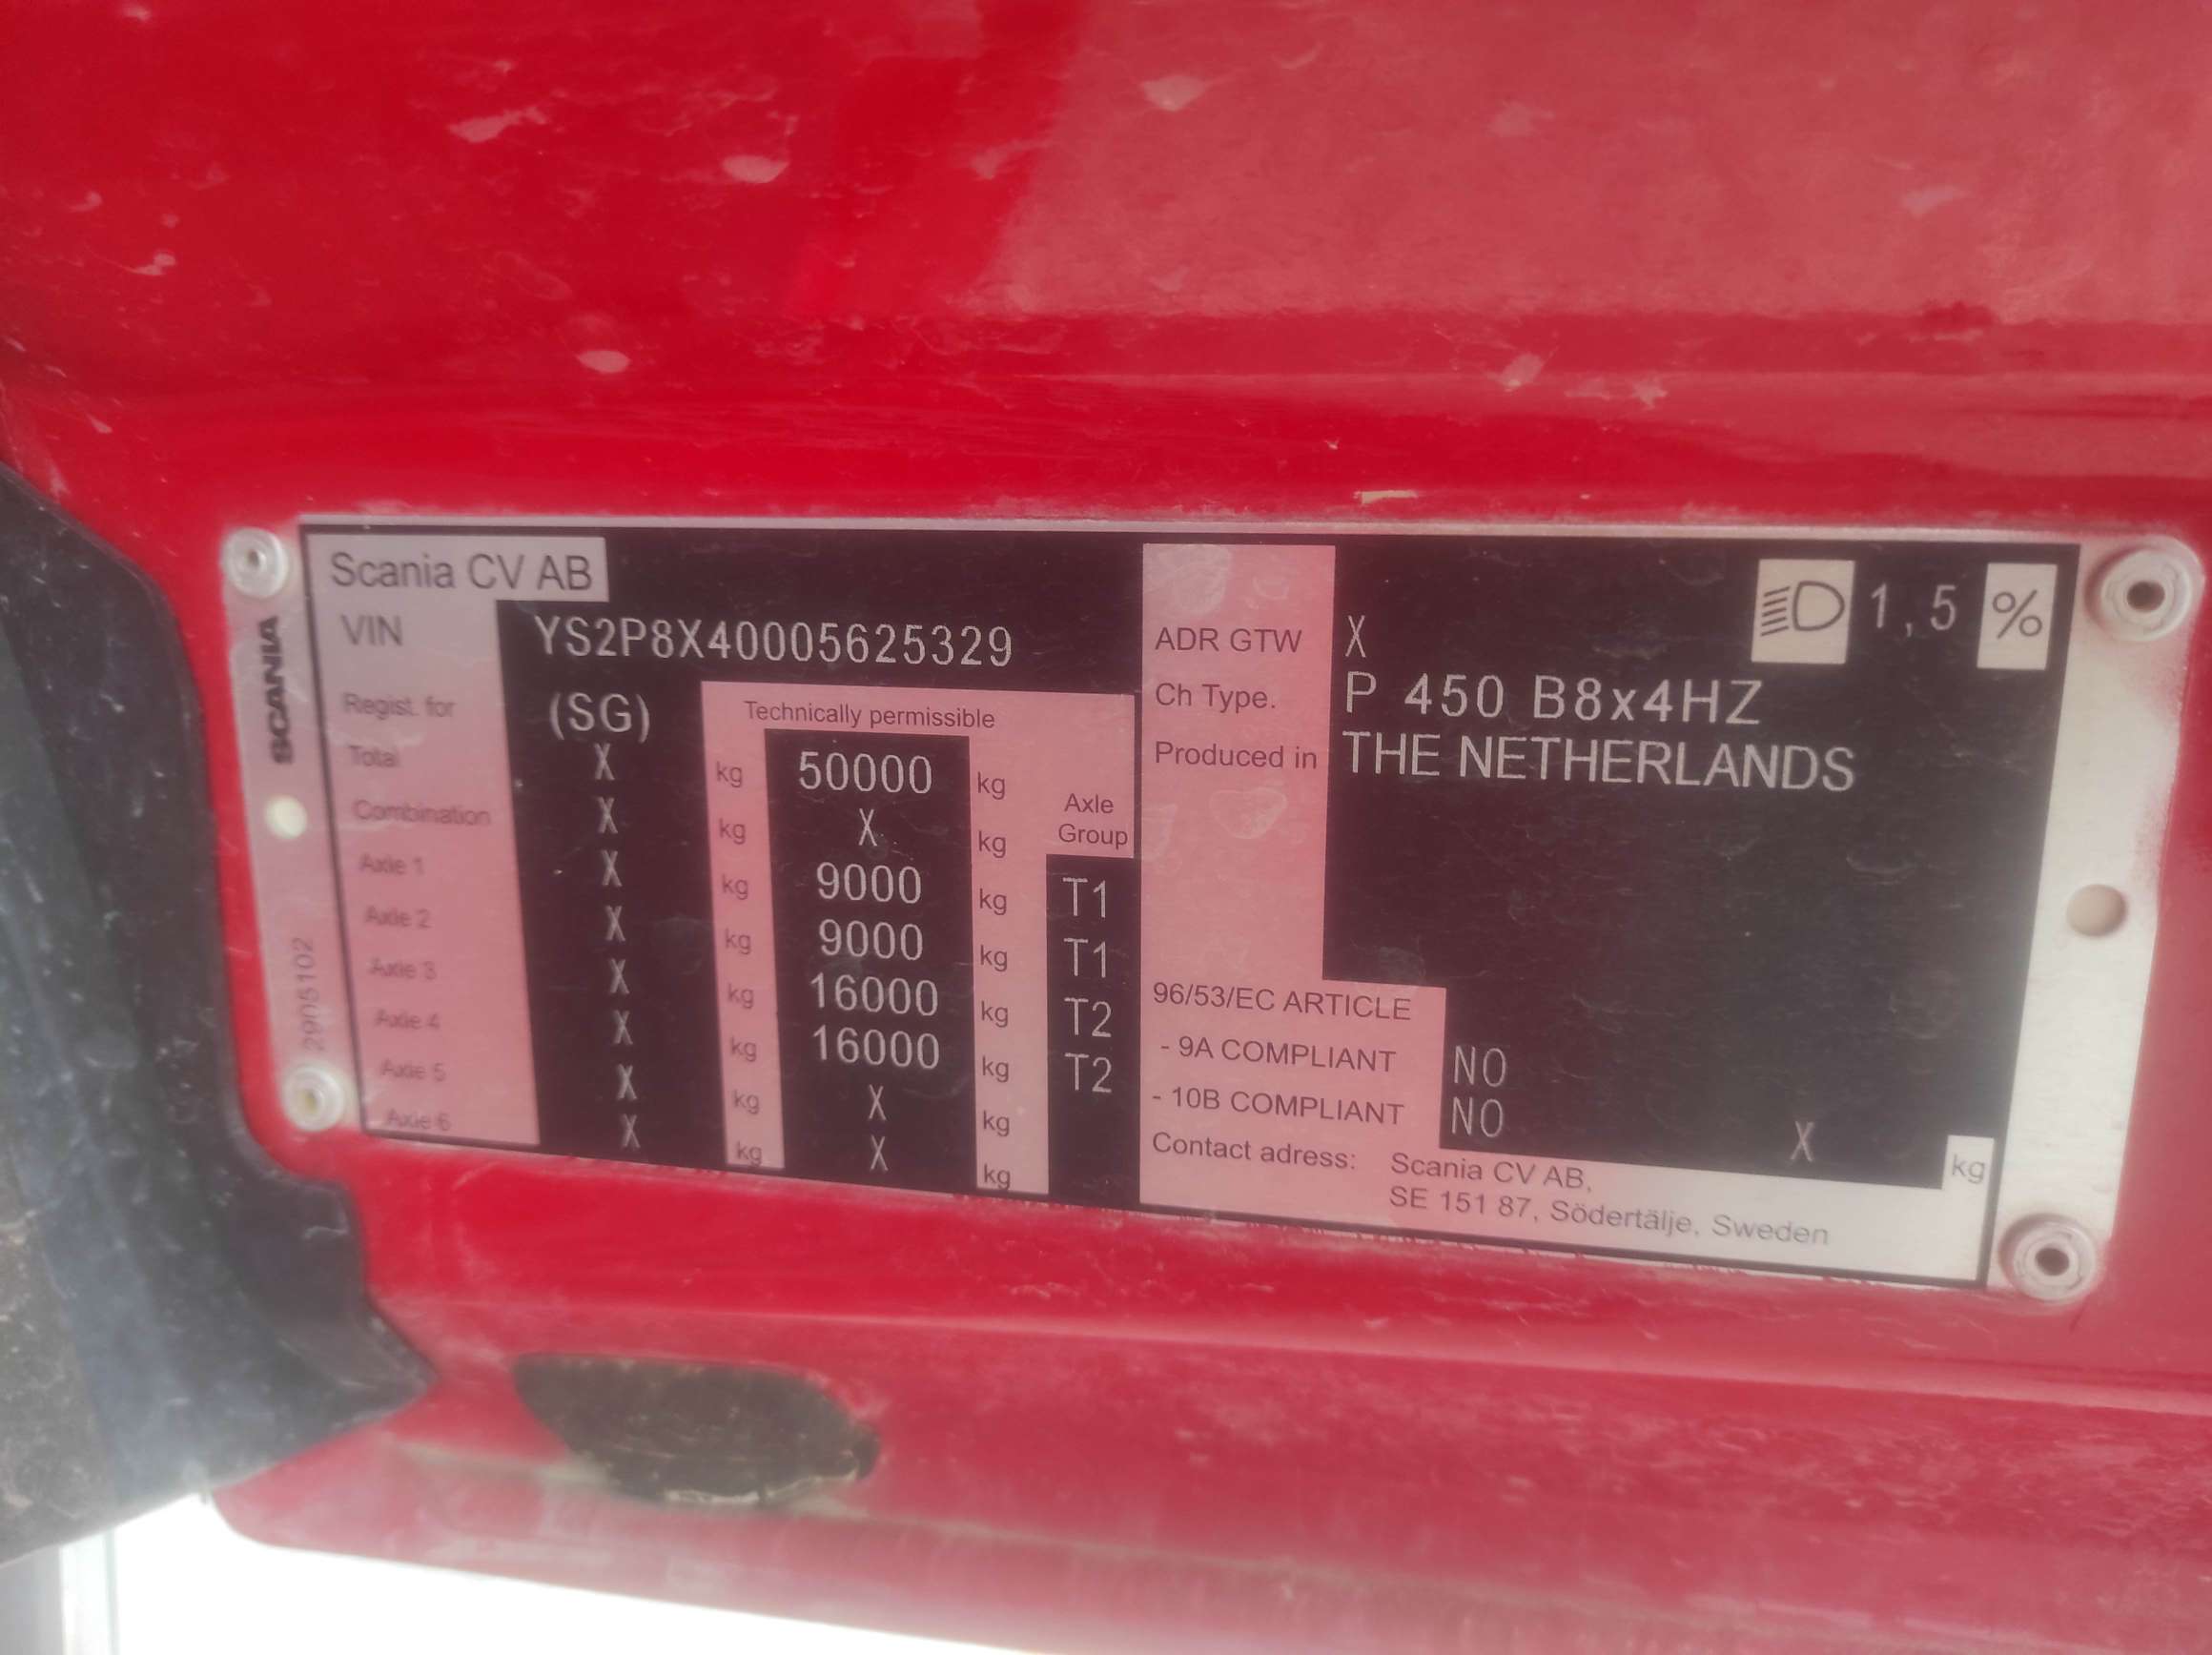 Scania CV AB
VIN YS2P8X40005625329
Regist. for (SG) Technically permissible
Total X kg 50000 kg
Combination X kg X kg Axle Group
Axle 1 X kg 9000 kg T1
Axle 2 X kg 9000 kg T1
Axle 3 X kg 16000 kg T2
Axle 4 X kg 16000 kg T2
Axle 5 X kg X kg
Axle 6 X kg X kg
SCANIA
2905102
1,5 %
ADR GTW X
Ch Type. P 450 B8x4HZ
Produced in THE NETHERLANDS
96/53/EC ARTICLE
- 9A COMPLIANT NO
- 10B COMPLIANT NO X kg
Contact adress: Scania CV AB,
SE 151 87, Södertälje, Sweden